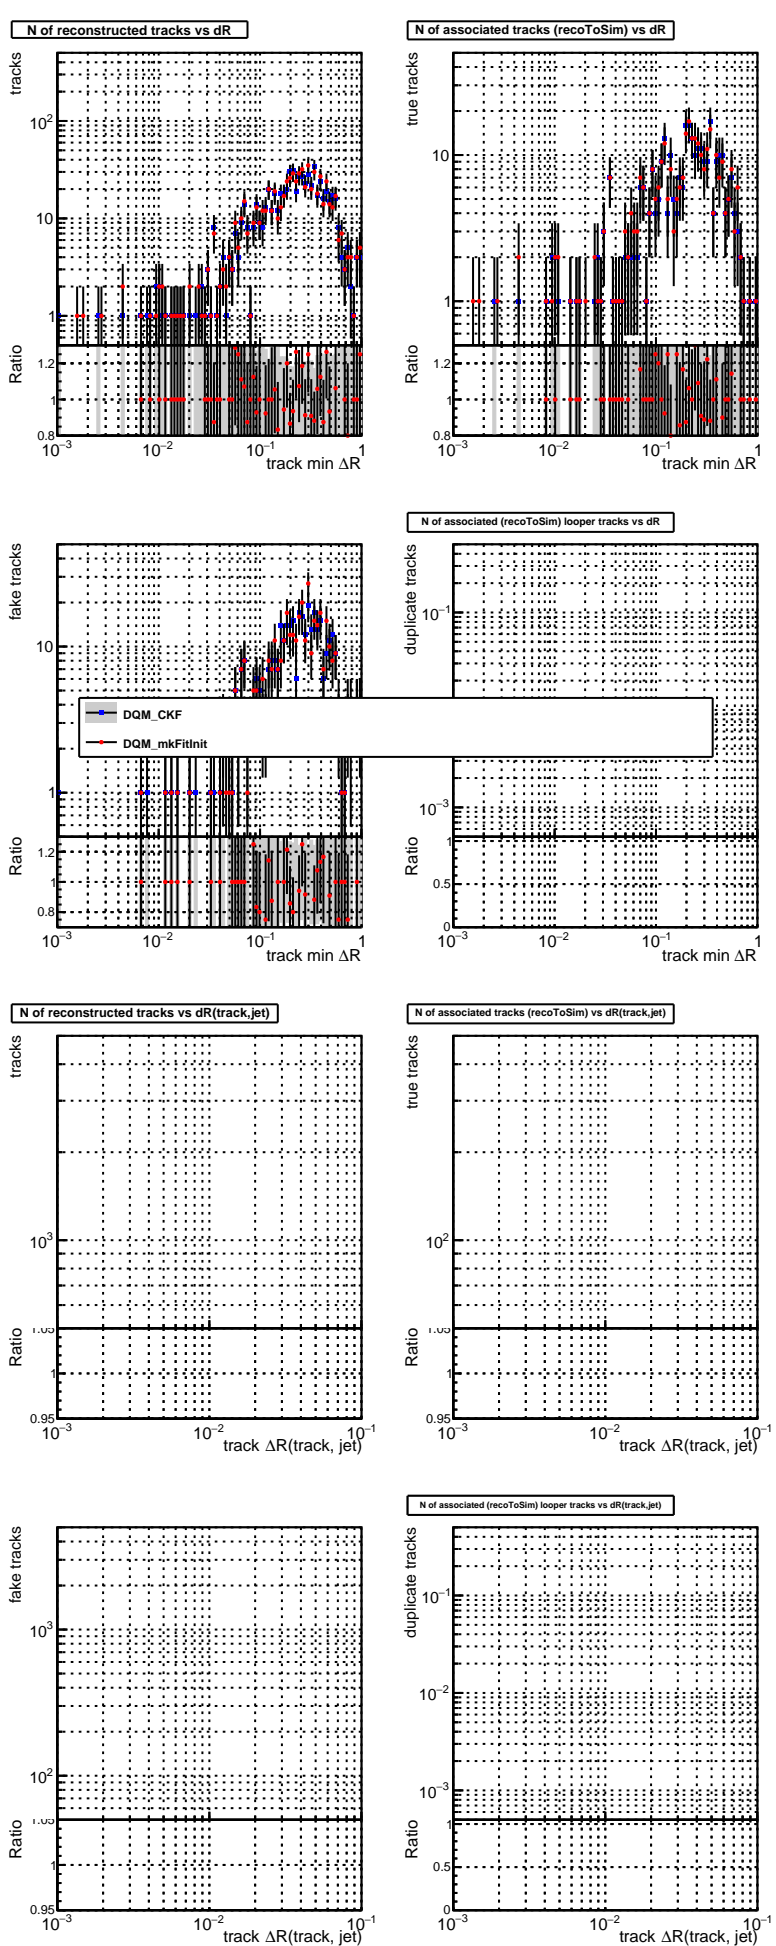 N of reconstructed tracks vs dR
tracks
10²
10
1
Ratio
1.2
1
0.8
10⁻³ 10⁻² 10⁻¹ 1
track min ΔR
N of associated tracks (recoToSim) vs dR
true tracks
10
1
Ratio
1.2
1
0.8
10⁻³ 10⁻² 10⁻¹ 1
track min ΔR
fake tracks
10
1
Ratio
1.2
1
0.8
10⁻³ 10⁻² 10⁻¹ 1
track min ΔR
N of associated (recoToSim) looper tracks vs dR
duplicate tracks
10⁻¹
10⁻³
Ratio
1
0.5
0
10⁻³ 10⁻² 10⁻¹ 1
track min ΔR
DQM_CKF
DQM_mkFitInit
N of reconstructed tracks vs dR(track,jet)
tracks
10³
Ratio
1.05
1
0.95
10⁻³ 10⁻² 10⁻¹
track ΔR(track, jet)
N of associated tracks (recoToSim) vs dR(track,jet)
true tracks
10²
Ratio
1.05
1
0.95
10⁻³ 10⁻² 10⁻¹
track ΔR(track, jet)
fake tracks
10³
10²
Ratio
1.05
1
0.95
10⁻³ 10⁻² 10⁻¹
track ΔR(track, jet)
N of associated (recoToSim) looper tracks vs dR(track,jet)
duplicate tracks
10⁻¹
10⁻²
10⁻³
Ratio
1
0.5
0
10⁻³ 10⁻² 10⁻¹
track ΔR(track, jet)